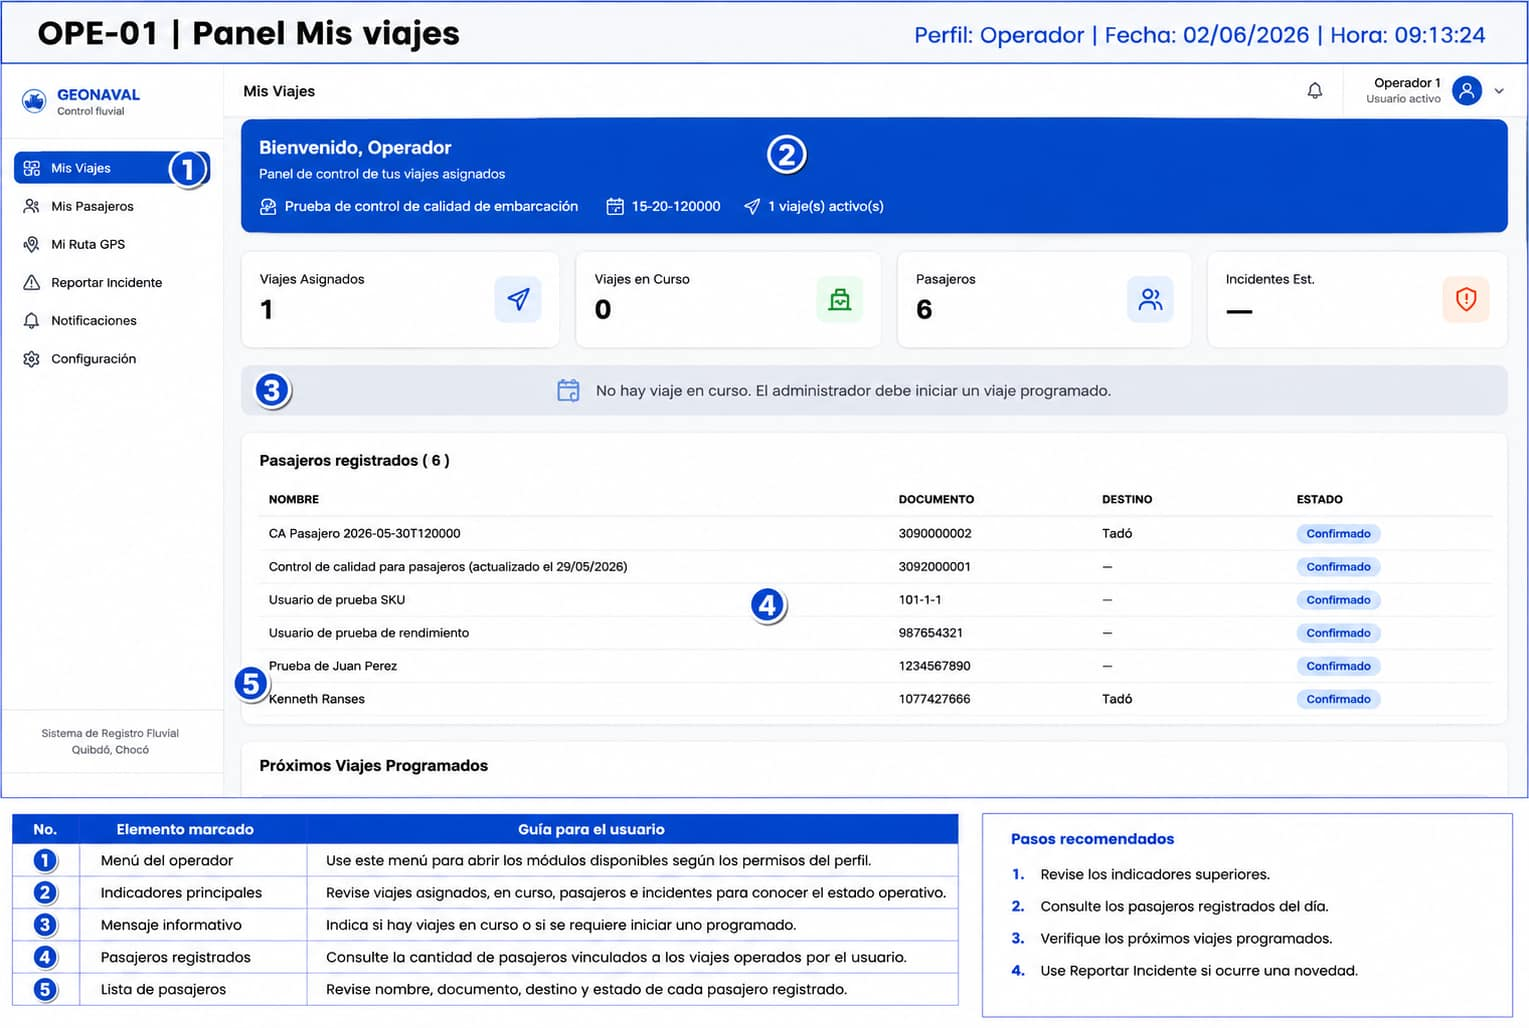 OPE-01 | Panel Mis viajes
Perfil: Operador | Fecha: 02/06/2026 | Hora: 09:13:24
GEONAVAL
Control fluvial
Mis Viajes
Operador 1
Usuario activo
Mis Viajes
1
Mis Pasajeros
Mi Ruta GPS
Reportar Incidente
Notificaciones
Configuración
Sistema de Registro Fluvial
Quibdó, Chocó
Bienvenido, Operador
2
Panel de control de tus viajes asignados
Prueba de control de calidad de embarcación
15-20-120000
1 viaje(s) activo(s)
Viajes Asignados
1
Viajes en Curso
0
Pasajeros
6
Incidentes Est.
—
3
No hay viaje en curso. El administrador debe iniciar un viaje programado.
Pasajeros registrados ( 6 )
NOMBRE DOCUMENTO DESTINO ESTADO
CA Pasajero 2026-05-30T120000 3090000002 Tadó Confirmado
Control de calidad para pasajeros (actualizado el 29/05/2026) 3092000001 — Confirmado
Usuario de prueba SKU 101-1-1 — Confirmado
4
Usuario de prueba de rendimiento 987654321 — Confirmado
Prueba de Juan Perez 1234567890 — Confirmado
5
Kenneth Ranses 1077427666 Tadó Confirmado
Próximos Viajes Programados
No. Elemento marcado Guía para el usuario
1 Menú del operador Use este menú para abrir los módulos disponibles según los permisos del perfil.
2 Indicadores principales Revise viajes asignados, en curso, pasajeros e incidentes para conocer el estado operativo.
3 Mensaje informativo Indica si hay viajes en curso o si se requiere iniciar uno programado.
4 Pasajeros registrados Consulte la cantidad de pasajeros vinculados a los viajes operados por el usuario.
5 Lista de pasajeros Revise nombre, documento, destino y estado de cada pasajero registrado.
Pasos recomendados
1. Revise los indicadores superiores.
2. Consulte los pasajeros registrados del día.
3. Verifique los próximos viajes programados.
4. Use Reportar Incidente si ocurre una novedad.